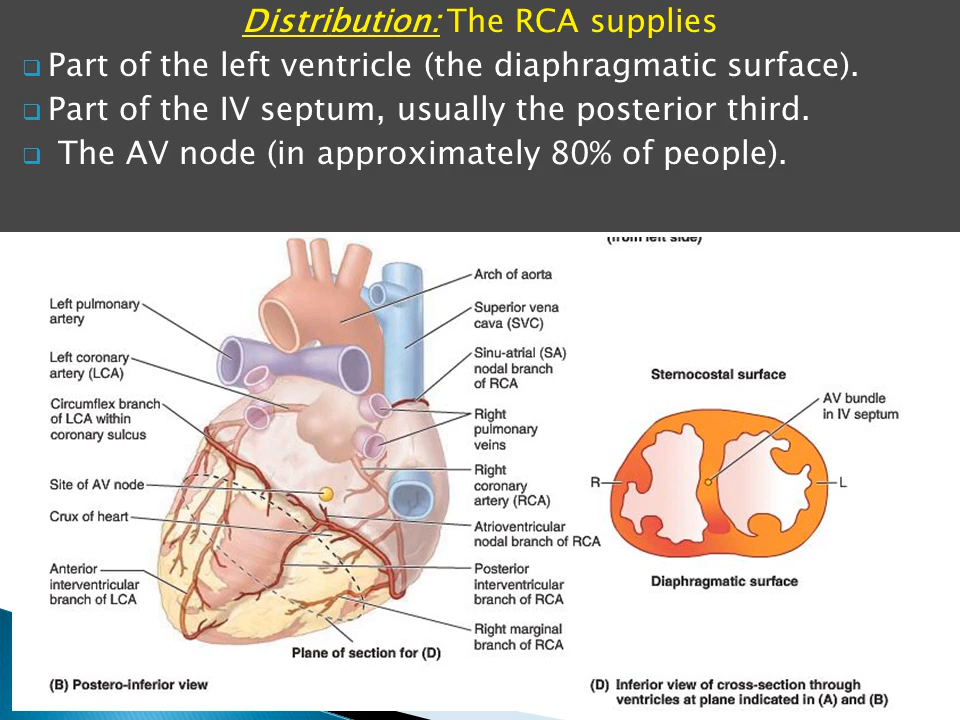 Distribution: The RCA supplies
Part of the left ventricle (the diaphragmatic surface).
Part of the IV septum, usually the posterior third.
The AV node (in approximately 80% of people).
(from left side)
Left pulmonary
artery
Left coronary
artery (LCA)
Circumflex branch
of LCA within
coronary sulcus
Site of AV node
Crux of heart
Anterior
interventricular
branch of LCA
Arch of aorta
Superior vena
cava (SVC)
Sinu-atrial (SA)
nodal branch
of RCA
Right
pulmonary
veins
Right
coronary
artery (RCA)
Atrioventricular
nodal branch of RCA
Posterior
interventricular
branch of RCA
Right marginal
branch of RCA
Plane of section for (D)
(B) Postero-inferior view
Sternocostal surface
AV bundle
in IV septum
R
L
Diaphragmatic surface
(D) Inferior view of cross-section through
ventricles at plane indicated in (A) and (B)